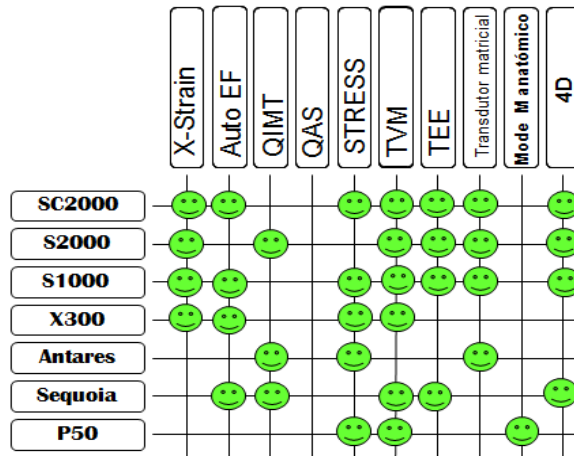 X-Strain
Auto EF
QIMT
QAS
STRESS
TVM
TEE
Transdutor matricial
Mode M anatómico
4D
SC2000
S2000
S1000
X300
Antares
Sequoia
P50